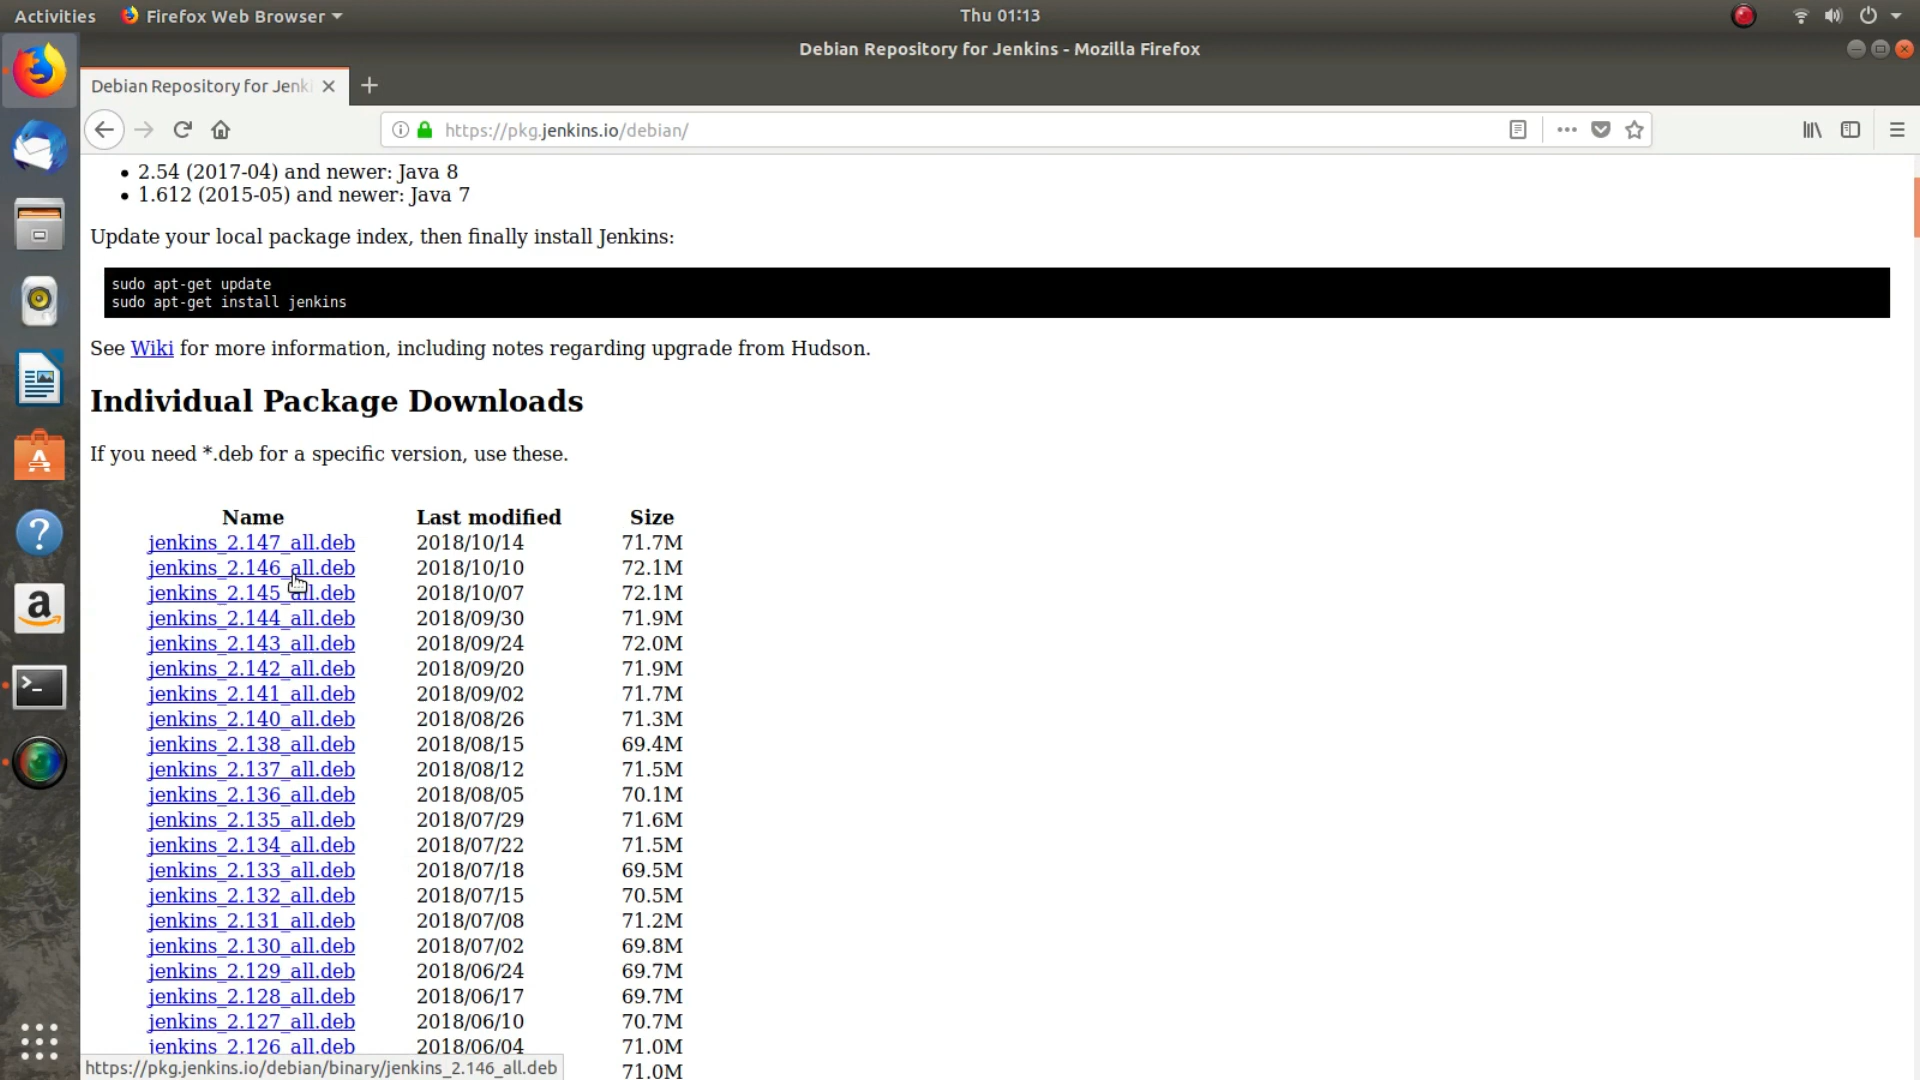 Activities
Firefox Web Browser
Thu 01:13
Debian Repository for Jenkins - Mozilla Firefox
Debian Repository for Jenki
https://pkg.jenkins.io/debian/
2.54 (2017-04) and newer: Java 8
1.612 (2015-05) and newer: Java 7
Update your local package index, then finally install Jenkins:
sudo apt-get update
sudo apt-get install jenkins
See Wiki for more information, including notes regarding upgrade from Hudson.
Individual Package Downloads
If you need *.deb for a specific version, use these.
Name Last modified Size
jenkins_2.147_all.deb 2018/10/14 71.7M
jenkins_2.146_all.deb 2018/10/10 72.1M
jenkins_2.145_all.deb 2018/10/07 72.1M
jenkins_2.144_all.deb 2018/09/30 71.9M
jenkins_2.143_all.deb 2018/09/24 72.0M
jenkins_2.142_all.deb 2018/09/20 71.9M
jenkins_2.141_all.deb 2018/09/02 71.7M
jenkins_2.140_all.deb 2018/08/26 71.3M
jenkins_2.138_all.deb 2018/08/15 69.4M
jenkins_2.137_all.deb 2018/08/12 71.5M
jenkins_2.136_all.deb 2018/08/05 70.1M
jenkins_2.135_all.deb 2018/07/29 71.6M
jenkins_2.134_all.deb 2018/07/22 71.5M
jenkins_2.133_all.deb 2018/07/18 69.5M
jenkins_2.132_all.deb 2018/07/15 70.5M
jenkins_2.131_all.deb 2018/07/08 71.2M
jenkins_2.130_all.deb 2018/07/02 69.8M
jenkins_2.129_all.deb 2018/06/24 69.7M
jenkins_2.128_all.deb 2018/06/17 69.7M
jenkins_2.127_all.deb 2018/06/10 70.7M
jenkins_2.126_all.deb 2018/06/04 71.0M
71.0M
https://pkg.jenkins.io/debian/binary/jenkins_2.146_all.deb